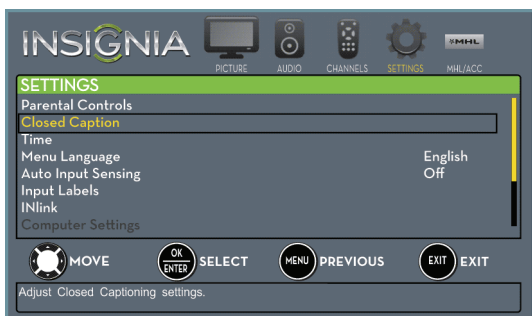 INSIGNIA
PICTURE AUDIO CHANNELS SETTINGS MHL MHL/ACC
SETTINGS
Parental Controls
Closed Caption
Time
Menu Language English
Auto Input Sensing Off
Input Labels
INlink
Computer Settings
MOVE OK ENTER SELECT MENU PREVIOUS EXIT EXIT
Adjust Closed Captioning settings.